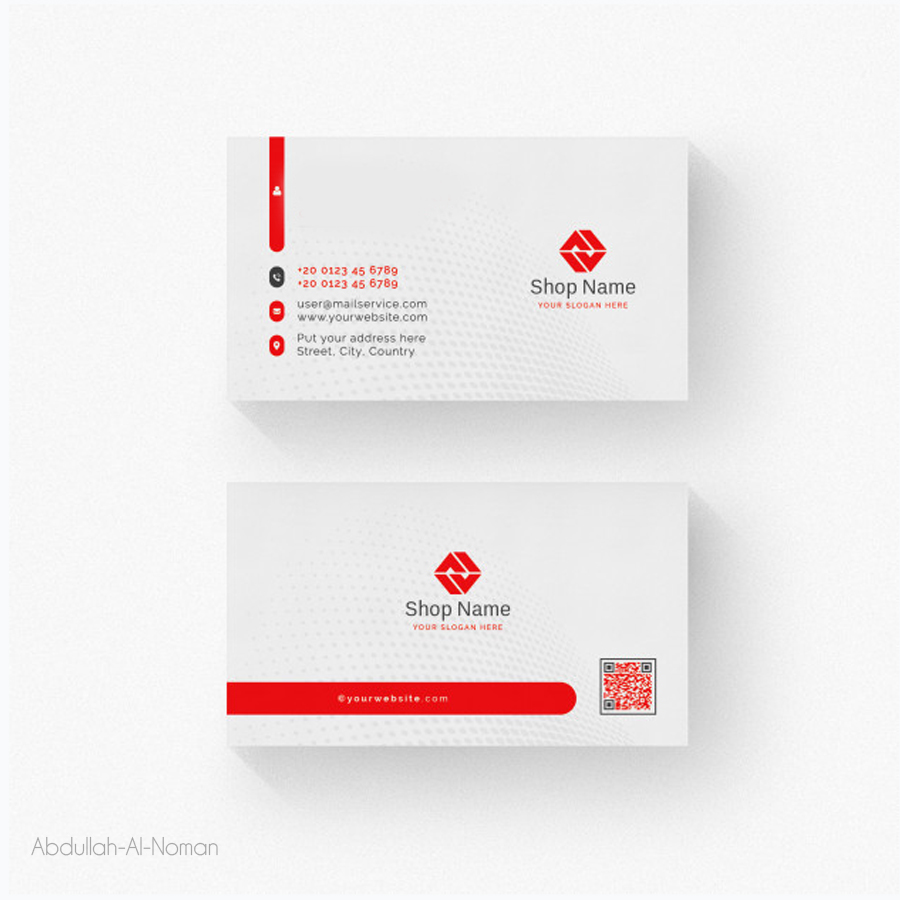 +20 0123 45 6789
+20 0123 45 6789
user@mailservice.com
www.yourwebsite.com
Put your address here
Street, City, Country
Shop Name
YOUR SLOGAN HERE
Shop Name
YOUR SLOGAN HERE
©yourwebsite.com
Abdullah-Al-Noman